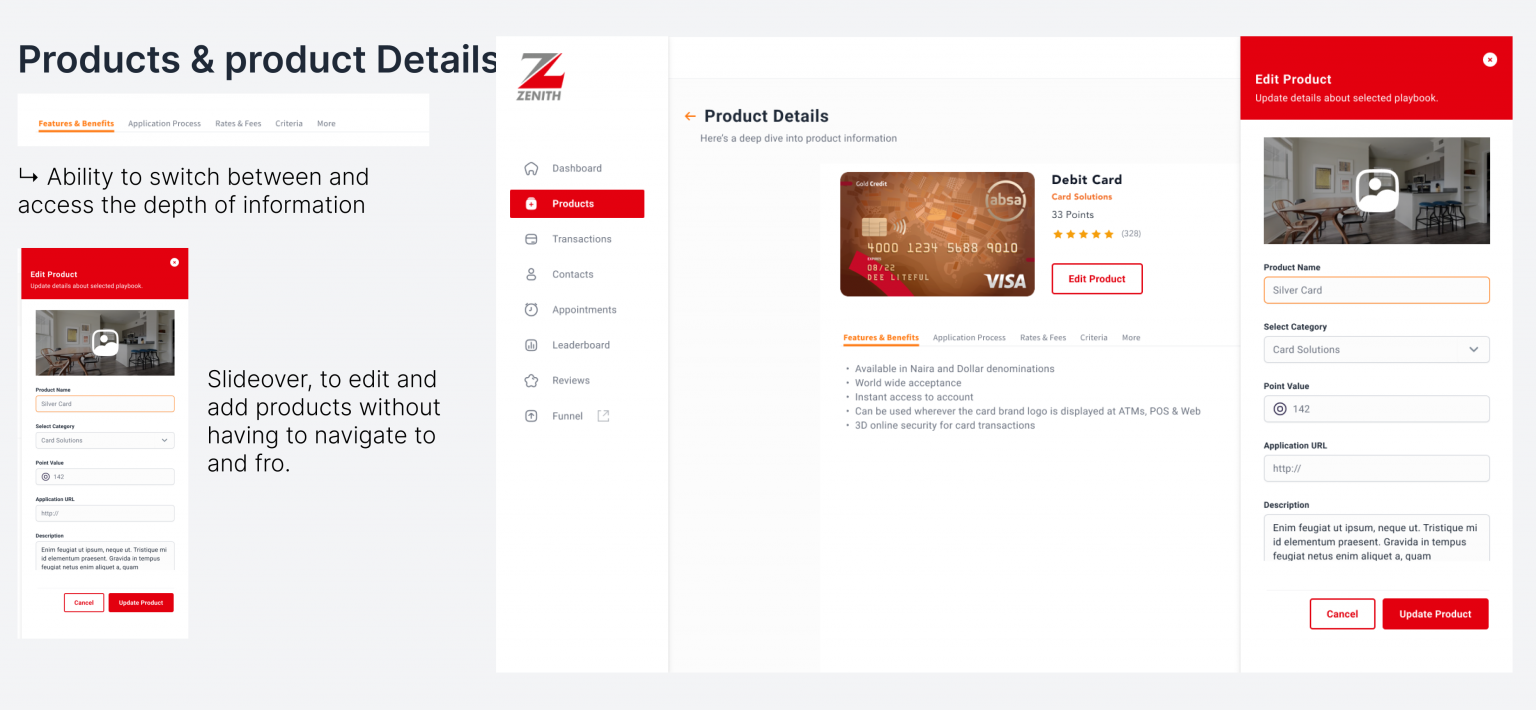 Products & product Details
Features & Benefits Application Process Rates & Fees Criteria More
↳ Ability to switch between and
access the depth of information
Edit Product
Update details about selected playbook.
Product Name
Silver Card
Select Category
Card Solutions
Point Value
142
Application URL
http://
Description
Enim feugiat ut ipsum, neque ut. Tristique mi
id elementum praesent. Gravida in tempus
feugiat netus enim aliquet a, quam
Cancel Update Product
Slideover, to edit and
add products without
having to navigate to
and fro.
ZENITH
Dashboard
Products
Transactions
Contacts
Appointments
Leaderboard
Reviews
Funnel
← Product Details
Here's a deep dive into product information
Gold Credit
absa
4000 1234 5688 9010
EXPIRES
08/22
DEE LITEFUL
VISA
Debit Card
Card Solutions
33 Points
(328)
Edit Product
Features & Benefits Application Process Rates & Fees Criteria More
• Available in Naira and Dollar denominations
• World wide acceptance
• Instant access to account
• Can be used wherever the card brand logo is displayed at ATMs, POS & Web
• 3D online security for card transactions
Edit Product
Update details about selected playbook.
Product Name
Silver Card
Select Category
Card Solutions
Point Value
142
Application URL
http://
Description
Enim feugiat ut ipsum, neque ut. Tristique mi
id elementum praesent. Gravida in tempus
feugiat netus enim aliquet a, quam
Cancel Update Product